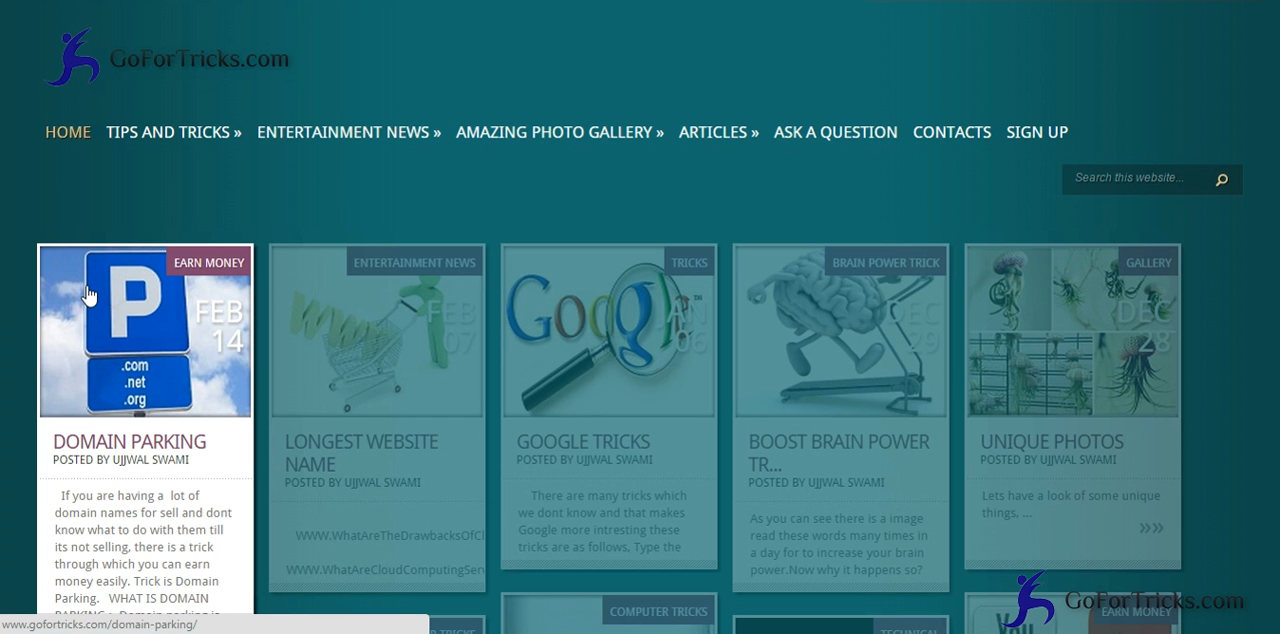 GoForTricks.com
HOME TIPS AND TRICKS » ENTERTAINMENT NEWS » AMAZING PHOTO GALLERY » ARTICLES » ASK A QUESTION CONTACTS SIGN UP
Search this website...
EARN MONEY
P
FEB
14
.com
.net
.org
DOMAIN PARKING
POSTED BY UJJWAL SWAMI
If you are having a lot of
domain names for sell and dont
know what to do with them till
its not selling, there is a trick
through which you can earn
money easily. Trick is Domain
Parking. WHAT IS DOMAIN
ENTERTAINMENT NEWS
FEB
07
LONGEST WEBSITE
NAME
POSTED BY UJJWAL SWAMI
WWW.WhatAreTheDrawbacksOfCl
WWW.WhatAreCloudComputingSer
TRICKS
Google
06
GOOGLE TRICKS
POSTED BY UJJWAL SWAMI
There are many tricks which
we dont know and that makes
Google more intresting these
tricks are as follows, Type the
COMPUTER TRICKS
BRAIN POWER TRICK
DEC
29
BOOST BRAIN POWER
TR...
POSTED BY UJJWAL SWAMI
As you can see there is a image
read these words many times in
a day for to increase your brain
power.Now why it happens so?
TECHNICAL
GALLERY
DEC
28
UNIQUE PHOTOS
POSTED BY UJJWAL SWAMI
Lets have a look of some unique
things, ...
»»
EARN MONEY
You
GoForTricks.com
www.gofortricks.com/domain-parking/